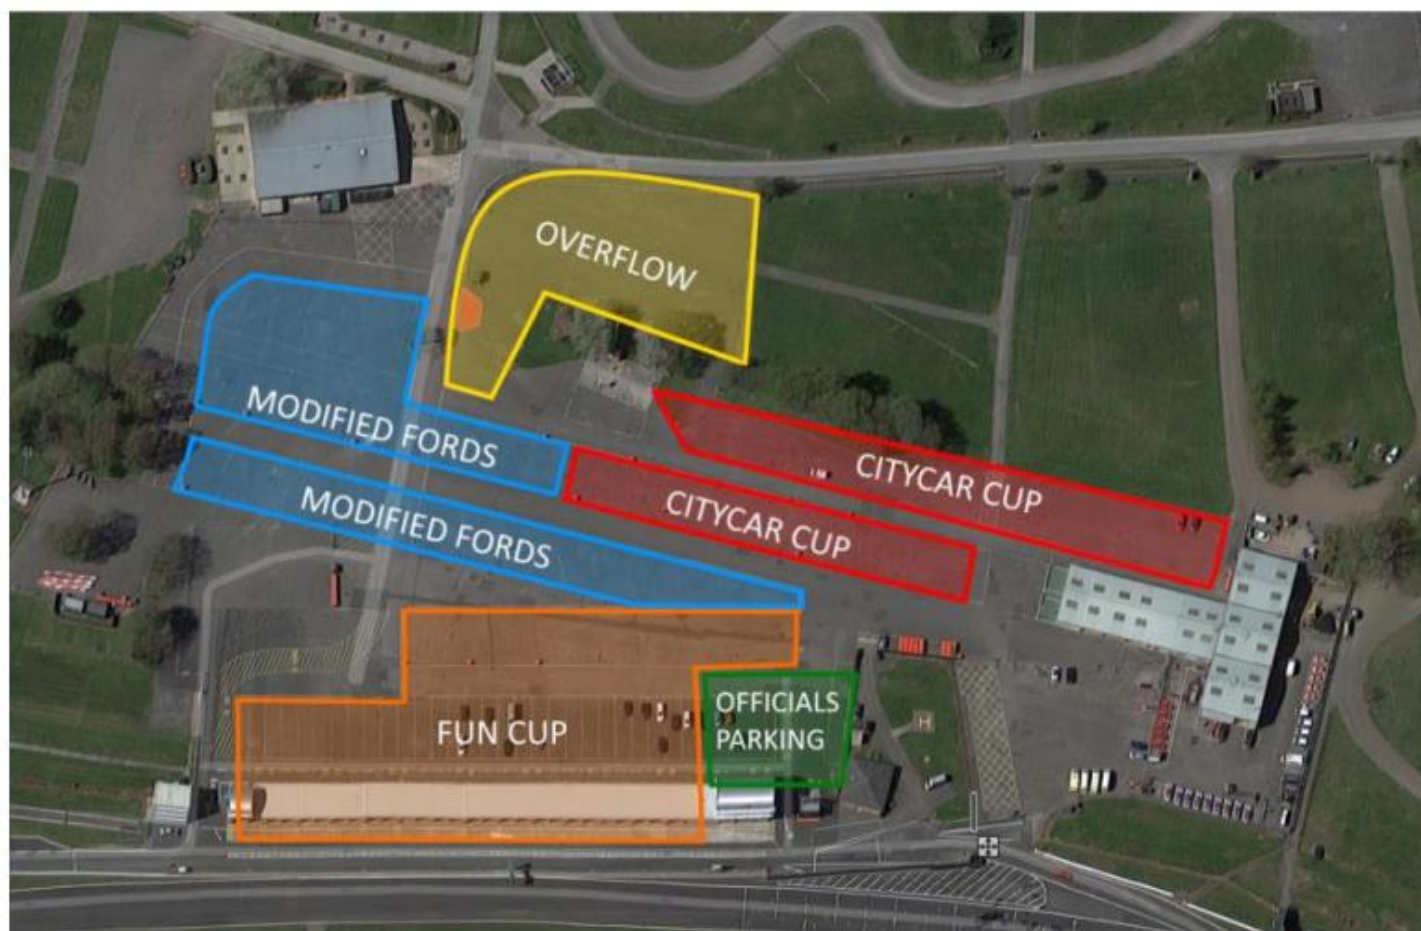 OVERFLOW
MODIFIED FORDS
MODIFIED FORDS
CITYCAR CUP
CITYCAR CUP
FUN CUP
OFFICIALS
PARKING
H